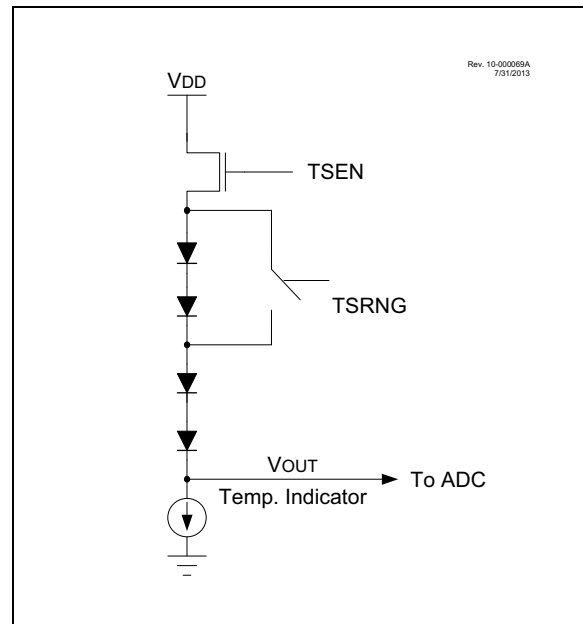 Rev. 10-000069A
7/31/2013
VDD
TSEN
TSRNG
VOUT
Temp. Indicator
To ADC